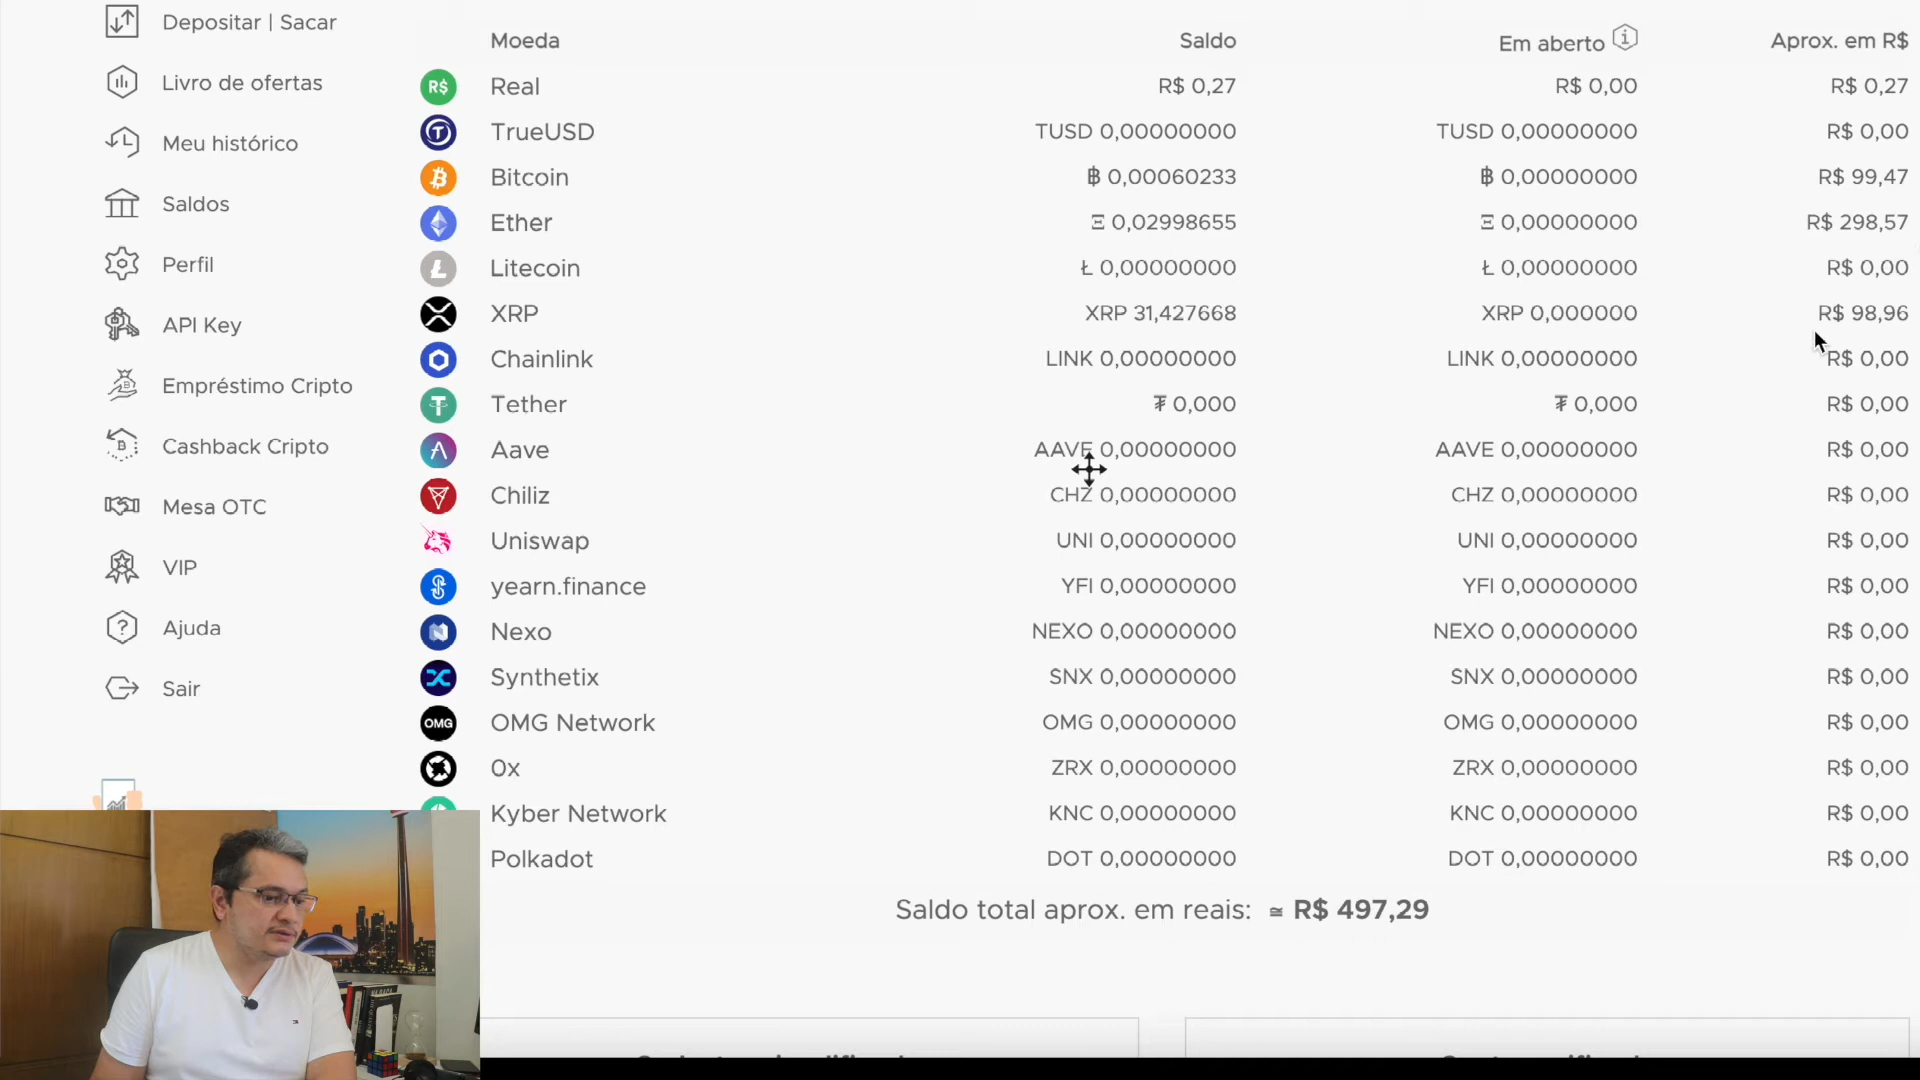 Depositar | Sacar
Livro de ofertas
Meu histórico
Saldos
Perfil
API Key
Empréstimo Cripto
Cashback Cripto
Mesa OTC
VIP
Ajuda
Sair
Moeda Saldo Em aberto Aprox. em R$
R$ Real R$ 0,27 R$ 0,00 R$ 0,27
TrueUSD TUSD 0,00000000 TUSD 0,00000000 R$ 0,00
Bitcoin ฿ 0,00060233 ฿ 0,00000000 R$ 99,47
Ether Ξ 0,02998655 Ξ 0,00000000 R$ 298,57
Litecoin Ł 0,00000000 Ł 0,00000000 R$ 0,00
XRP XRP 31,427668 XRP 0,000000 R$ 98,96
Chainlink LINK 0,00000000 LINK 0,00000000 R$ 0,00
Tether ₮ 0,000 ₮ 0,000 R$ 0,00
Aave AAVE 0,00000000 AAVE 0,00000000 R$ 0,00
Chiliz CHZ 0,00000000 CHZ 0,00000000 R$ 0,00
Uniswap UNI 0,00000000 UNI 0,00000000 R$ 0,00
yearn.finance YFI 0,00000000 YFI 0,00000000 R$ 0,00
Nexo NEXO 0,00000000 NEXO 0,00000000 R$ 0,00
Synthetix SNX 0,00000000 SNX 0,00000000 R$ 0,00
OMG OMG Network OMG 0,00000000 OMG 0,00000000 R$ 0,00
0x ZRX 0,00000000 ZRX 0,00000000 R$ 0,00
Kyber Network KNC 0,00000000 KNC 0,00000000 R$ 0,00
Polkadot DOT 0,00000000 DOT 0,00000000 R$ 0,00
Saldo total aprox. em reais: ≅ R$ 497,29